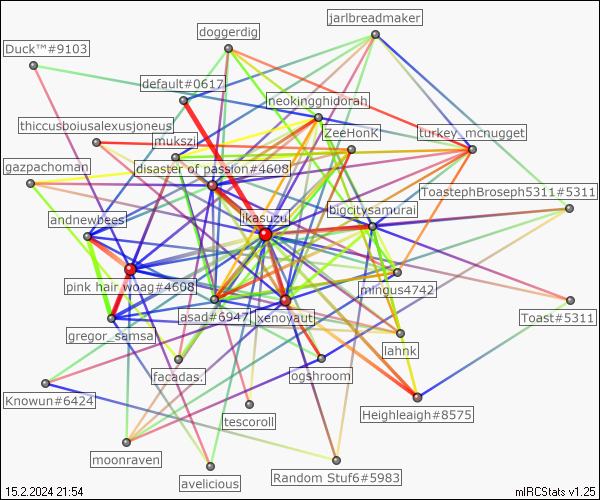 jarlbreadmaker
doggerdig
Duck™#9103
default#0617
neokingghidorah
thiccusboiusalexusjoneus
mukszi
ZeeHonK
turkey_mcnugget
gazpachoman
disaster of passion#4608
ToastephBroseph5311#5311
andnewbees
ikasuzu
bigcitysamurai
pink hair woag#4608
mingus4742
asad#6947
xenoyaut
Toast#5311
gregor_samsa
lahnk
facadas.
ogshroom
Knowun#6424
Heighleaigh#8575
tescoroll
moonraven
avelicious
Random Stuf6#5983
15.2.2024 21:54
mIRCStats v1.25